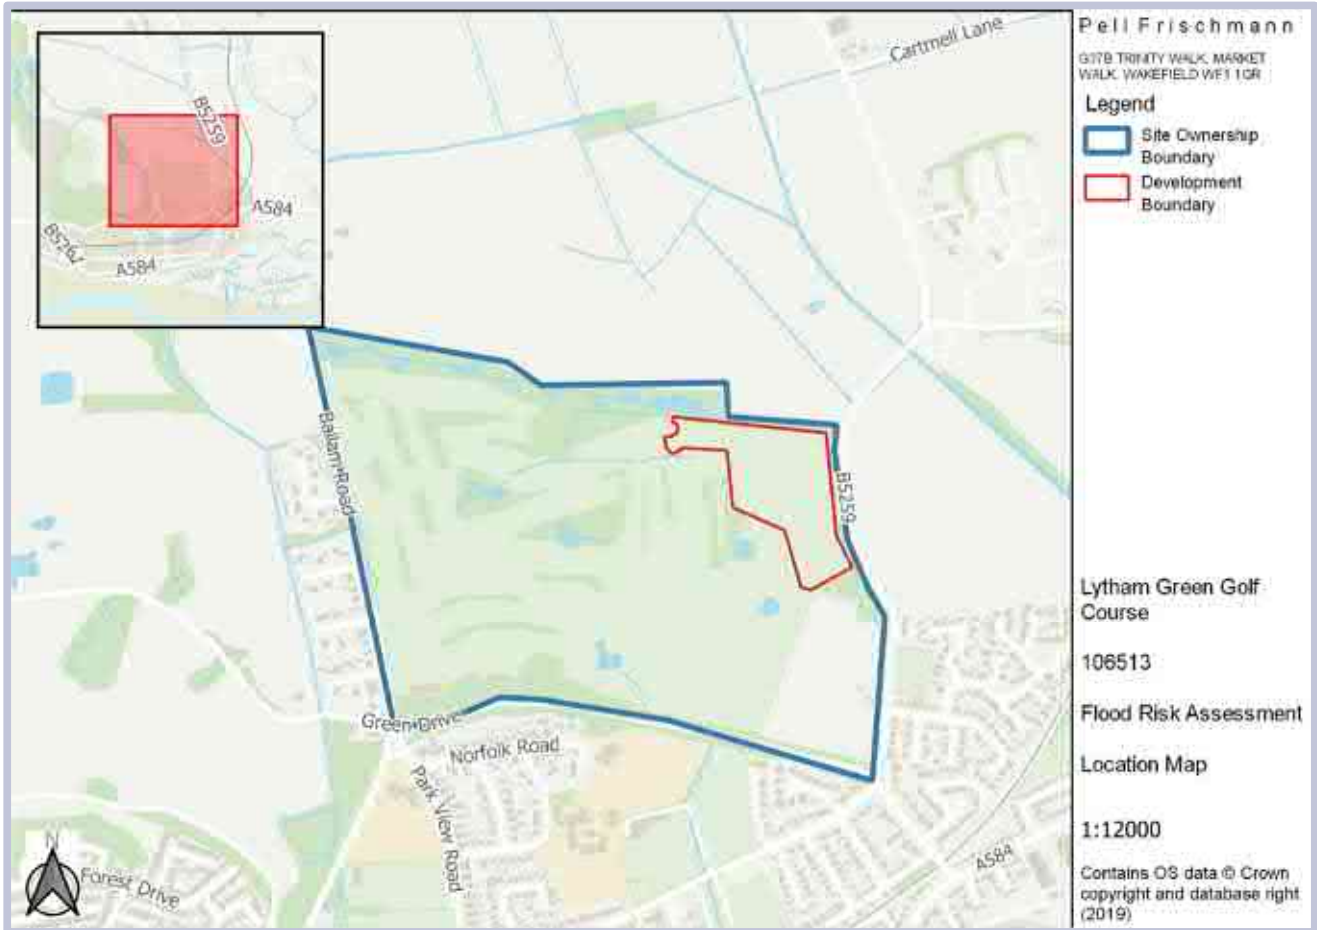 Pell Frischmann
G37B TRINITY WALK, MARKET
WALK, WAKEFIELD WF1 1QR
Legend
Site Ownership
Boundary
Development
Boundary
Cartmell Lane
B5259
A584
A584
Ballam Road
B5259
Green Drive
Norfolk Road
Park View Road
A584
N
Forest Drive
Lytham Green Golf
Course
106513
Flood Risk Assessment
Location Map
1:12000
Contains OS data © Crown
copyright and database right
(2019)